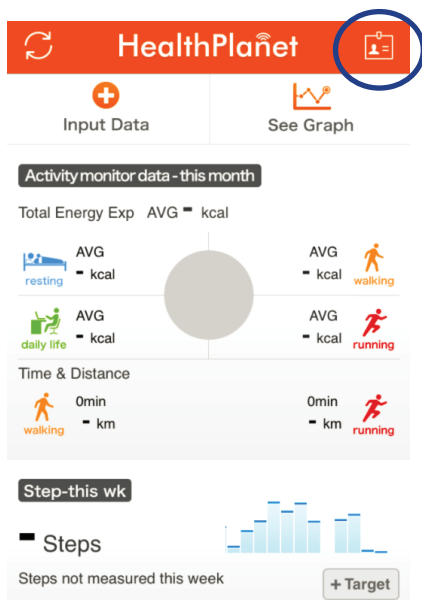 HealthPlañet
Input Data
See Graph
Activity monitor data - this month
Total Energy Exp AVG - kcal
AVG
- kcal
resting
AVG
- kcal
walking
AVG
- kcal
daily life
AVG
- kcal
running
Time & Distance
0min
- km
walking
0min
- km
running
Step-this wk
- Steps
Steps not measured this week
+ Target